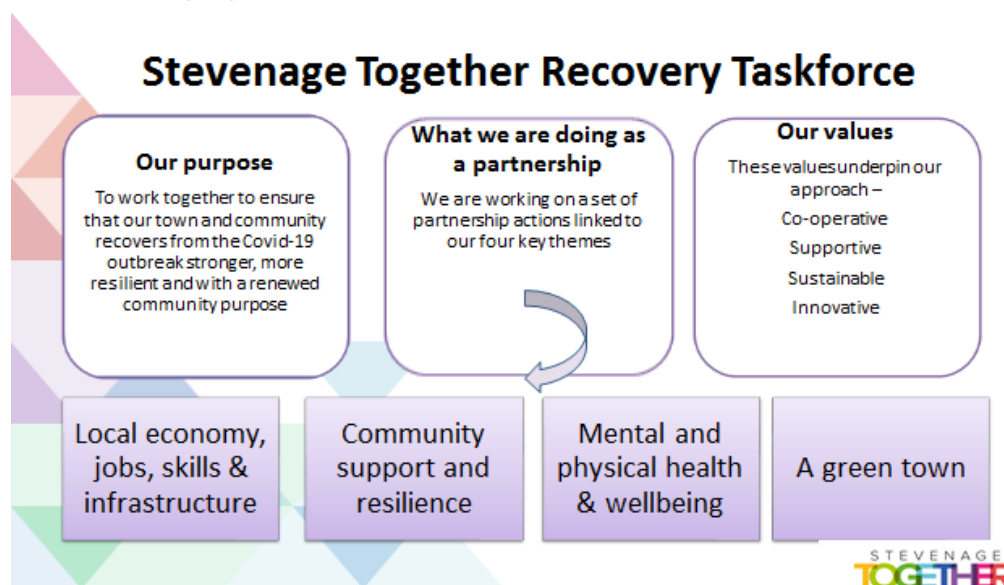 Stevenage Together Recovery Taskforce
Our purpose
To work together to ensure
that our town and community
recovers from the Covid-19
outbreak stronger, more
resilient and with a renewed
community purpose
What we are doing as
a partnership
We are working on a set of
partnership actions linked to
our four key themes
Our values
These values underpin our
approach –
Co-operative
Supportive
Sustainable
Innovative
Local economy,
jobs, skills &
infrastructure
Community
support and
resilience
Mental and
physical health
& wellbeing
A green town
STEVENAGE
TOGETHER